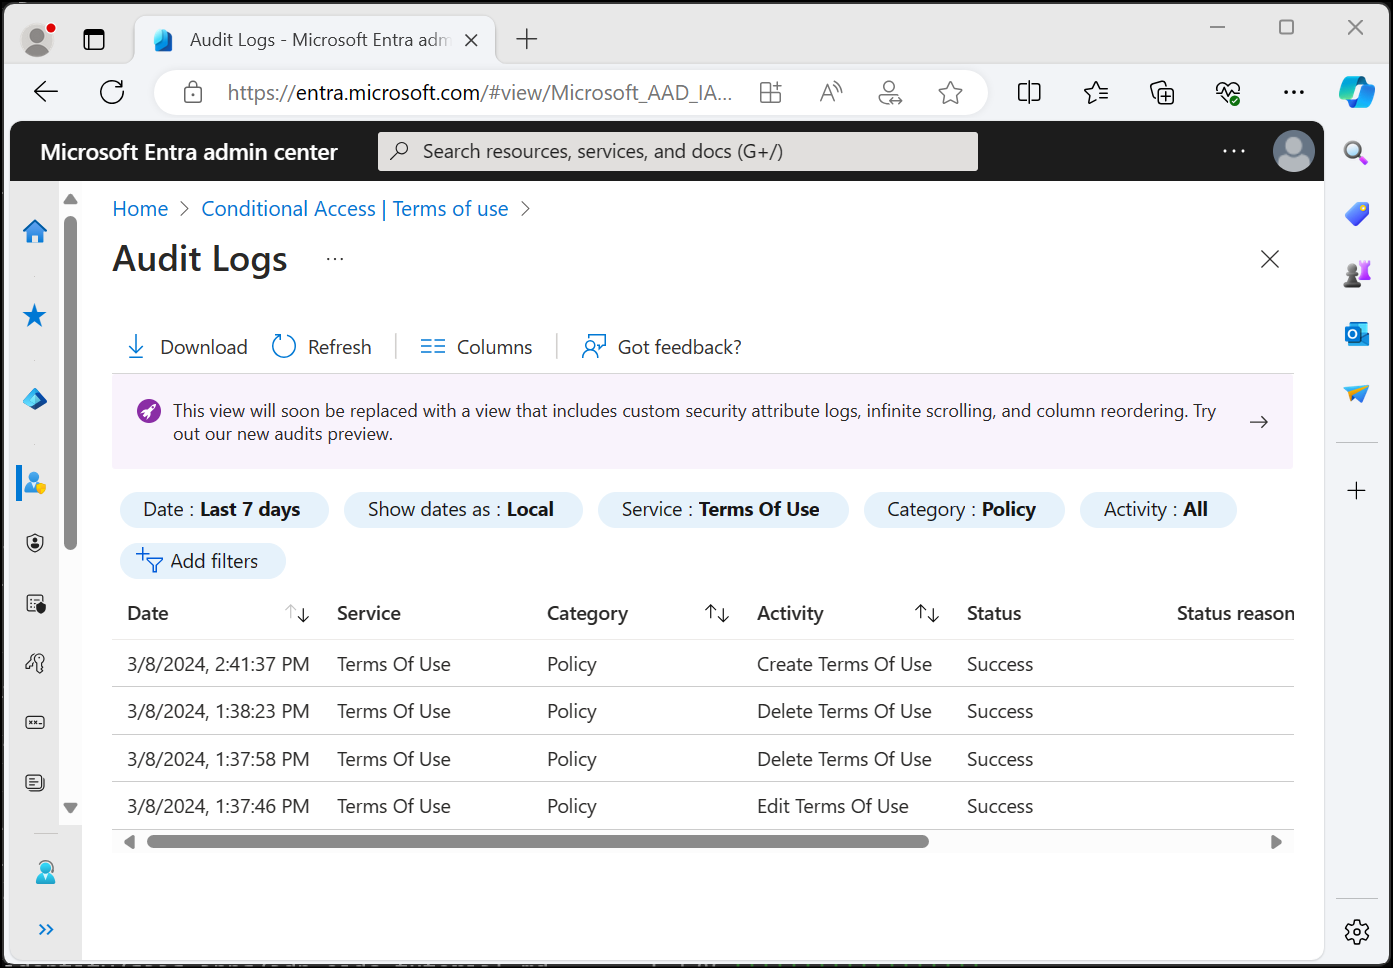 Audit Logs - Microsoft Entra adm
https://entra.microsoft.com/#view/Microsoft_AAD_IA...
Microsoft Entra admin center
Search resources, services, and docs (G+/)
Home > Conditional Access | Terms of use >
Audit Logs ...
Download Refresh Columns Got feedback?
This view will soon be replaced with a view that includes custom security attribute logs, infinite scrolling, and column reordering. Try
out our new audits preview.
Date : Last 7 days Show dates as : Local Service : Terms Of Use Category : Policy Activity : All
Add filters
Date Service Category Activity Status Status reason
3/8/2024, 2:41:37 PM Terms Of Use Policy Create Terms Of Use Success
3/8/2024, 1:38:23 PM Terms Of Use Policy Delete Terms Of Use Success
3/8/2024, 1:37:58 PM Terms Of Use Policy Delete Terms Of Use Success
3/8/2024, 1:37:46 PM Terms Of Use Policy Edit Terms Of Use Success